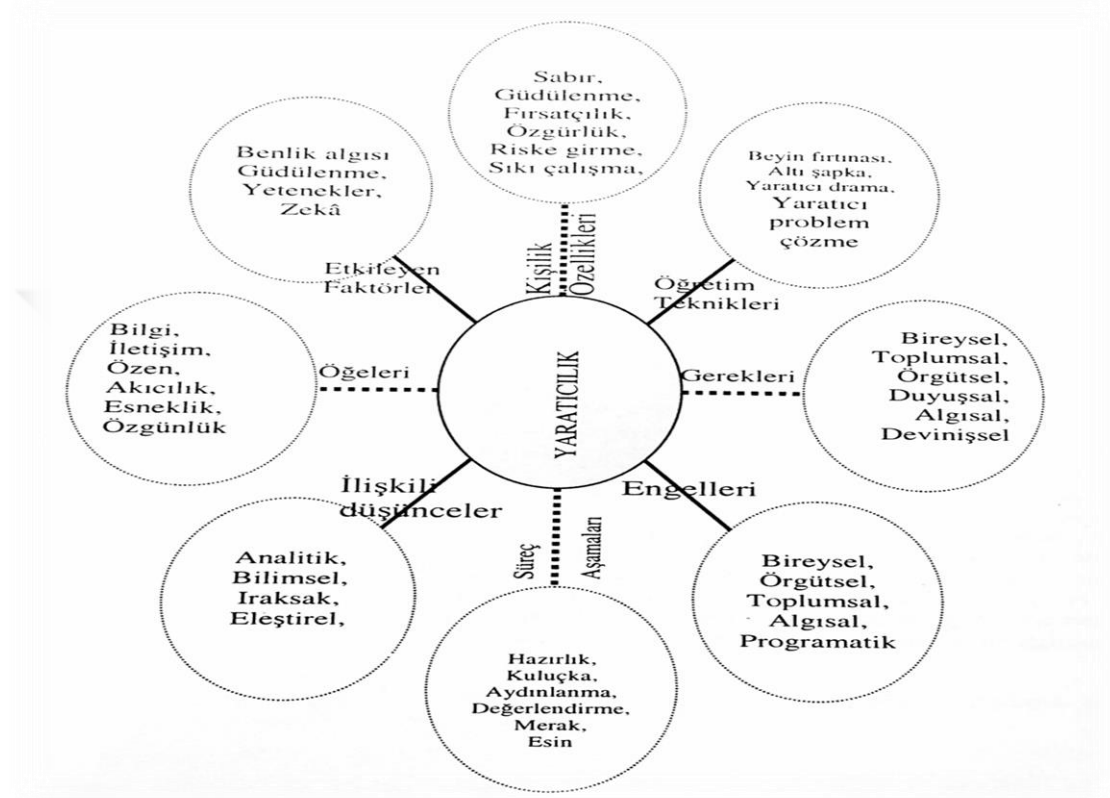 Sabır,
Güdülenme,
Fırsatçılık,
Özgürlük,
Riske girme,
Sıkı çalışma,
Kişilik
Özellikleri
Beyin fırtınası,
Altı şapka,
Yaratıcı drama,
Yaratıcı
problem
çözme
Öğretim
Teknikleri
Bireysel,
Toplumsal,
Örgütsel,
Duyuşsal,
Algısal,
Devinişsel
Gerekleri
Bireysel,
Örgütsel,
Toplumsal,
Algısal,
Programatik
Engelleri
Hazırlık,
Kuluçka,
Aydınlanma,
Değerlendirme,
Merak,
Esin
Süreç
Aşamaları
Analitik,
Bilimsel,
Iraksak,
Eleştirel,
İlişkili
düşünceler
Bilgi,
İletişim,
Özen,
Akıcılık,
Esneklik,
Özgünlük
Öğeleri
Benlik algısı
Güdülenme,
Yetenekler,
Zekâ
Etkileyen
Faktörler
YARATICILIK